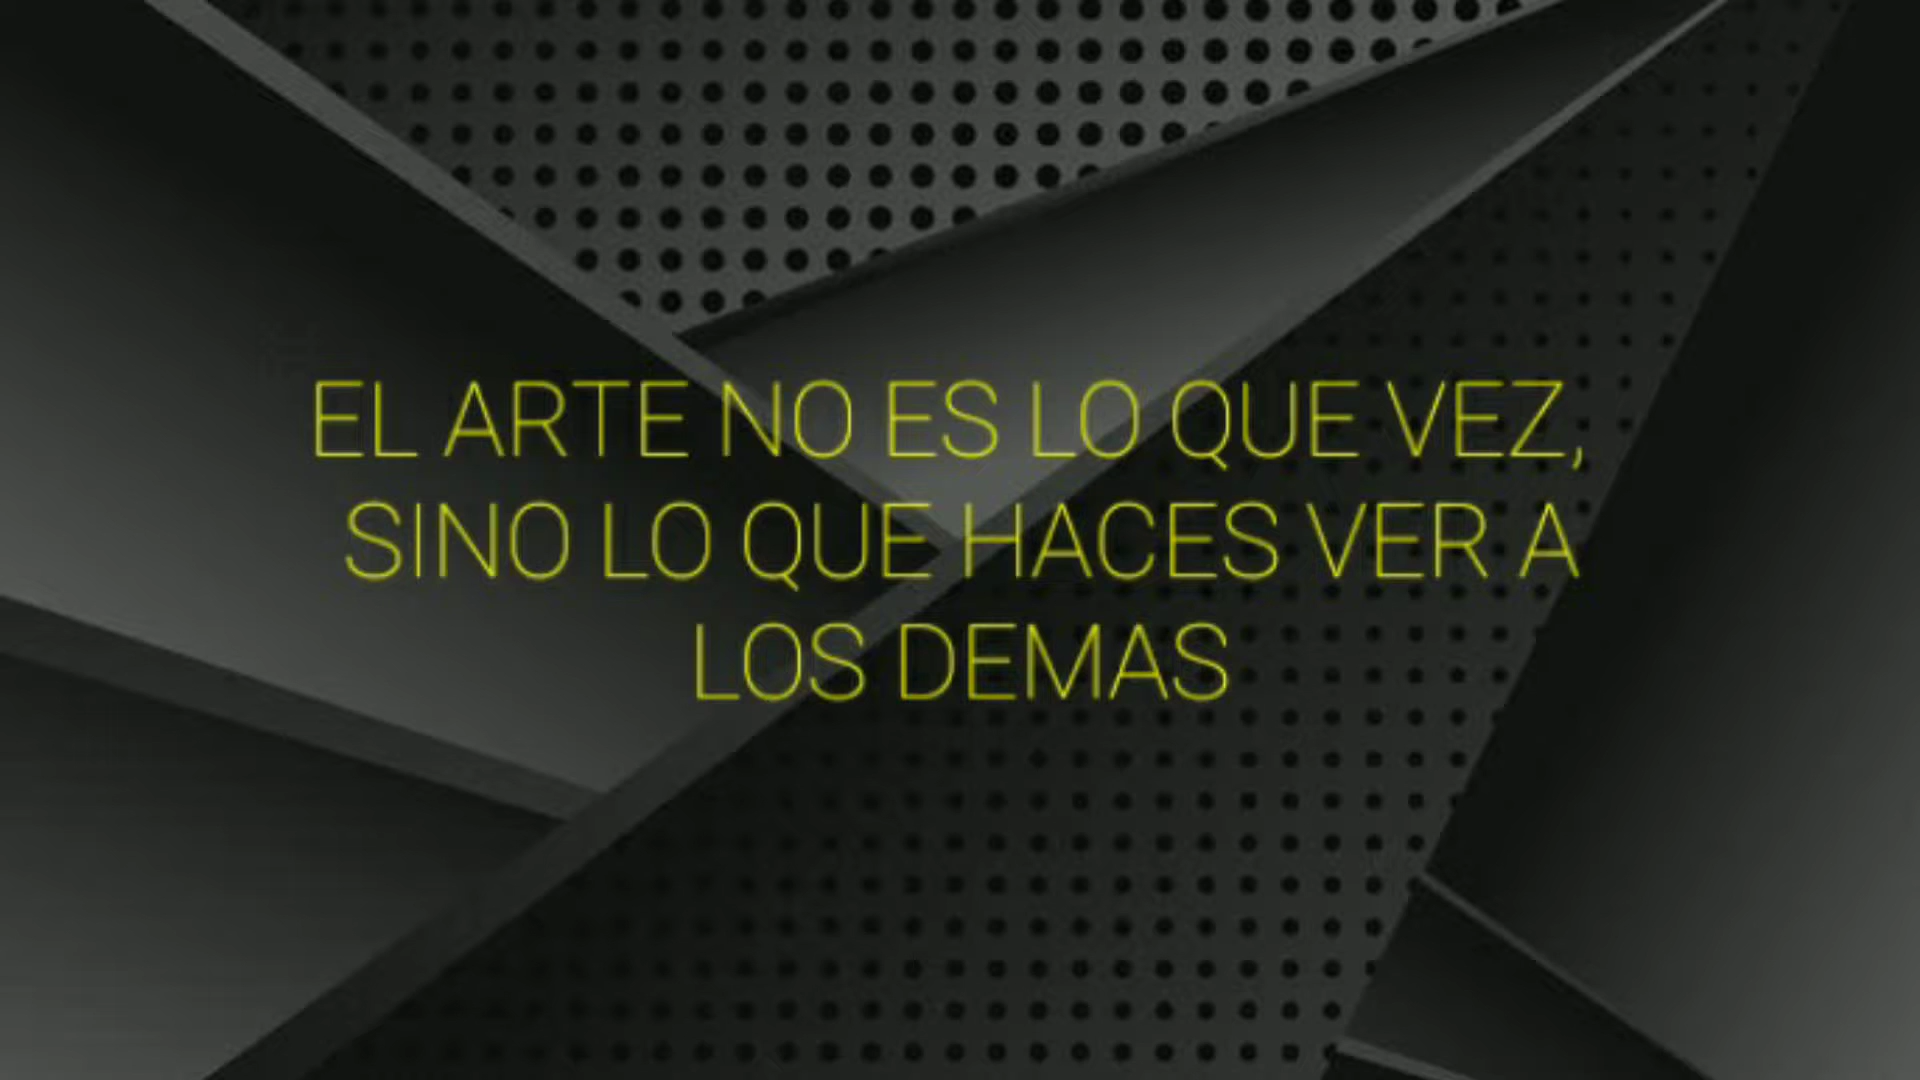 EL ARTE NO ES LO QUE VEZ,
SINO LO QUE HACES VER A
LOS DEMAS